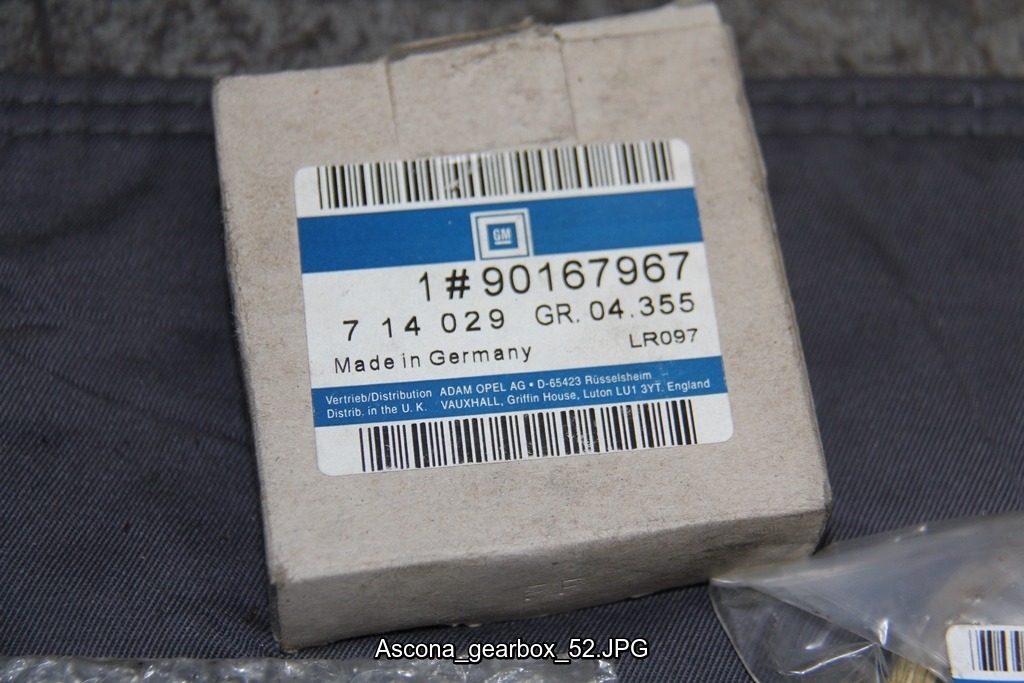 GM
1 # 90167967
7 14 029 GR. 04.355
Made in Germany LR097
Vertrieb/Distribution ADAM OPEL AG • D-65423 Rüsselsheim
Distrib. in the U. K. VAUXHALL, Griffin House, Luton LU1 3YT. England
Ascona_gearbox_52.JPG